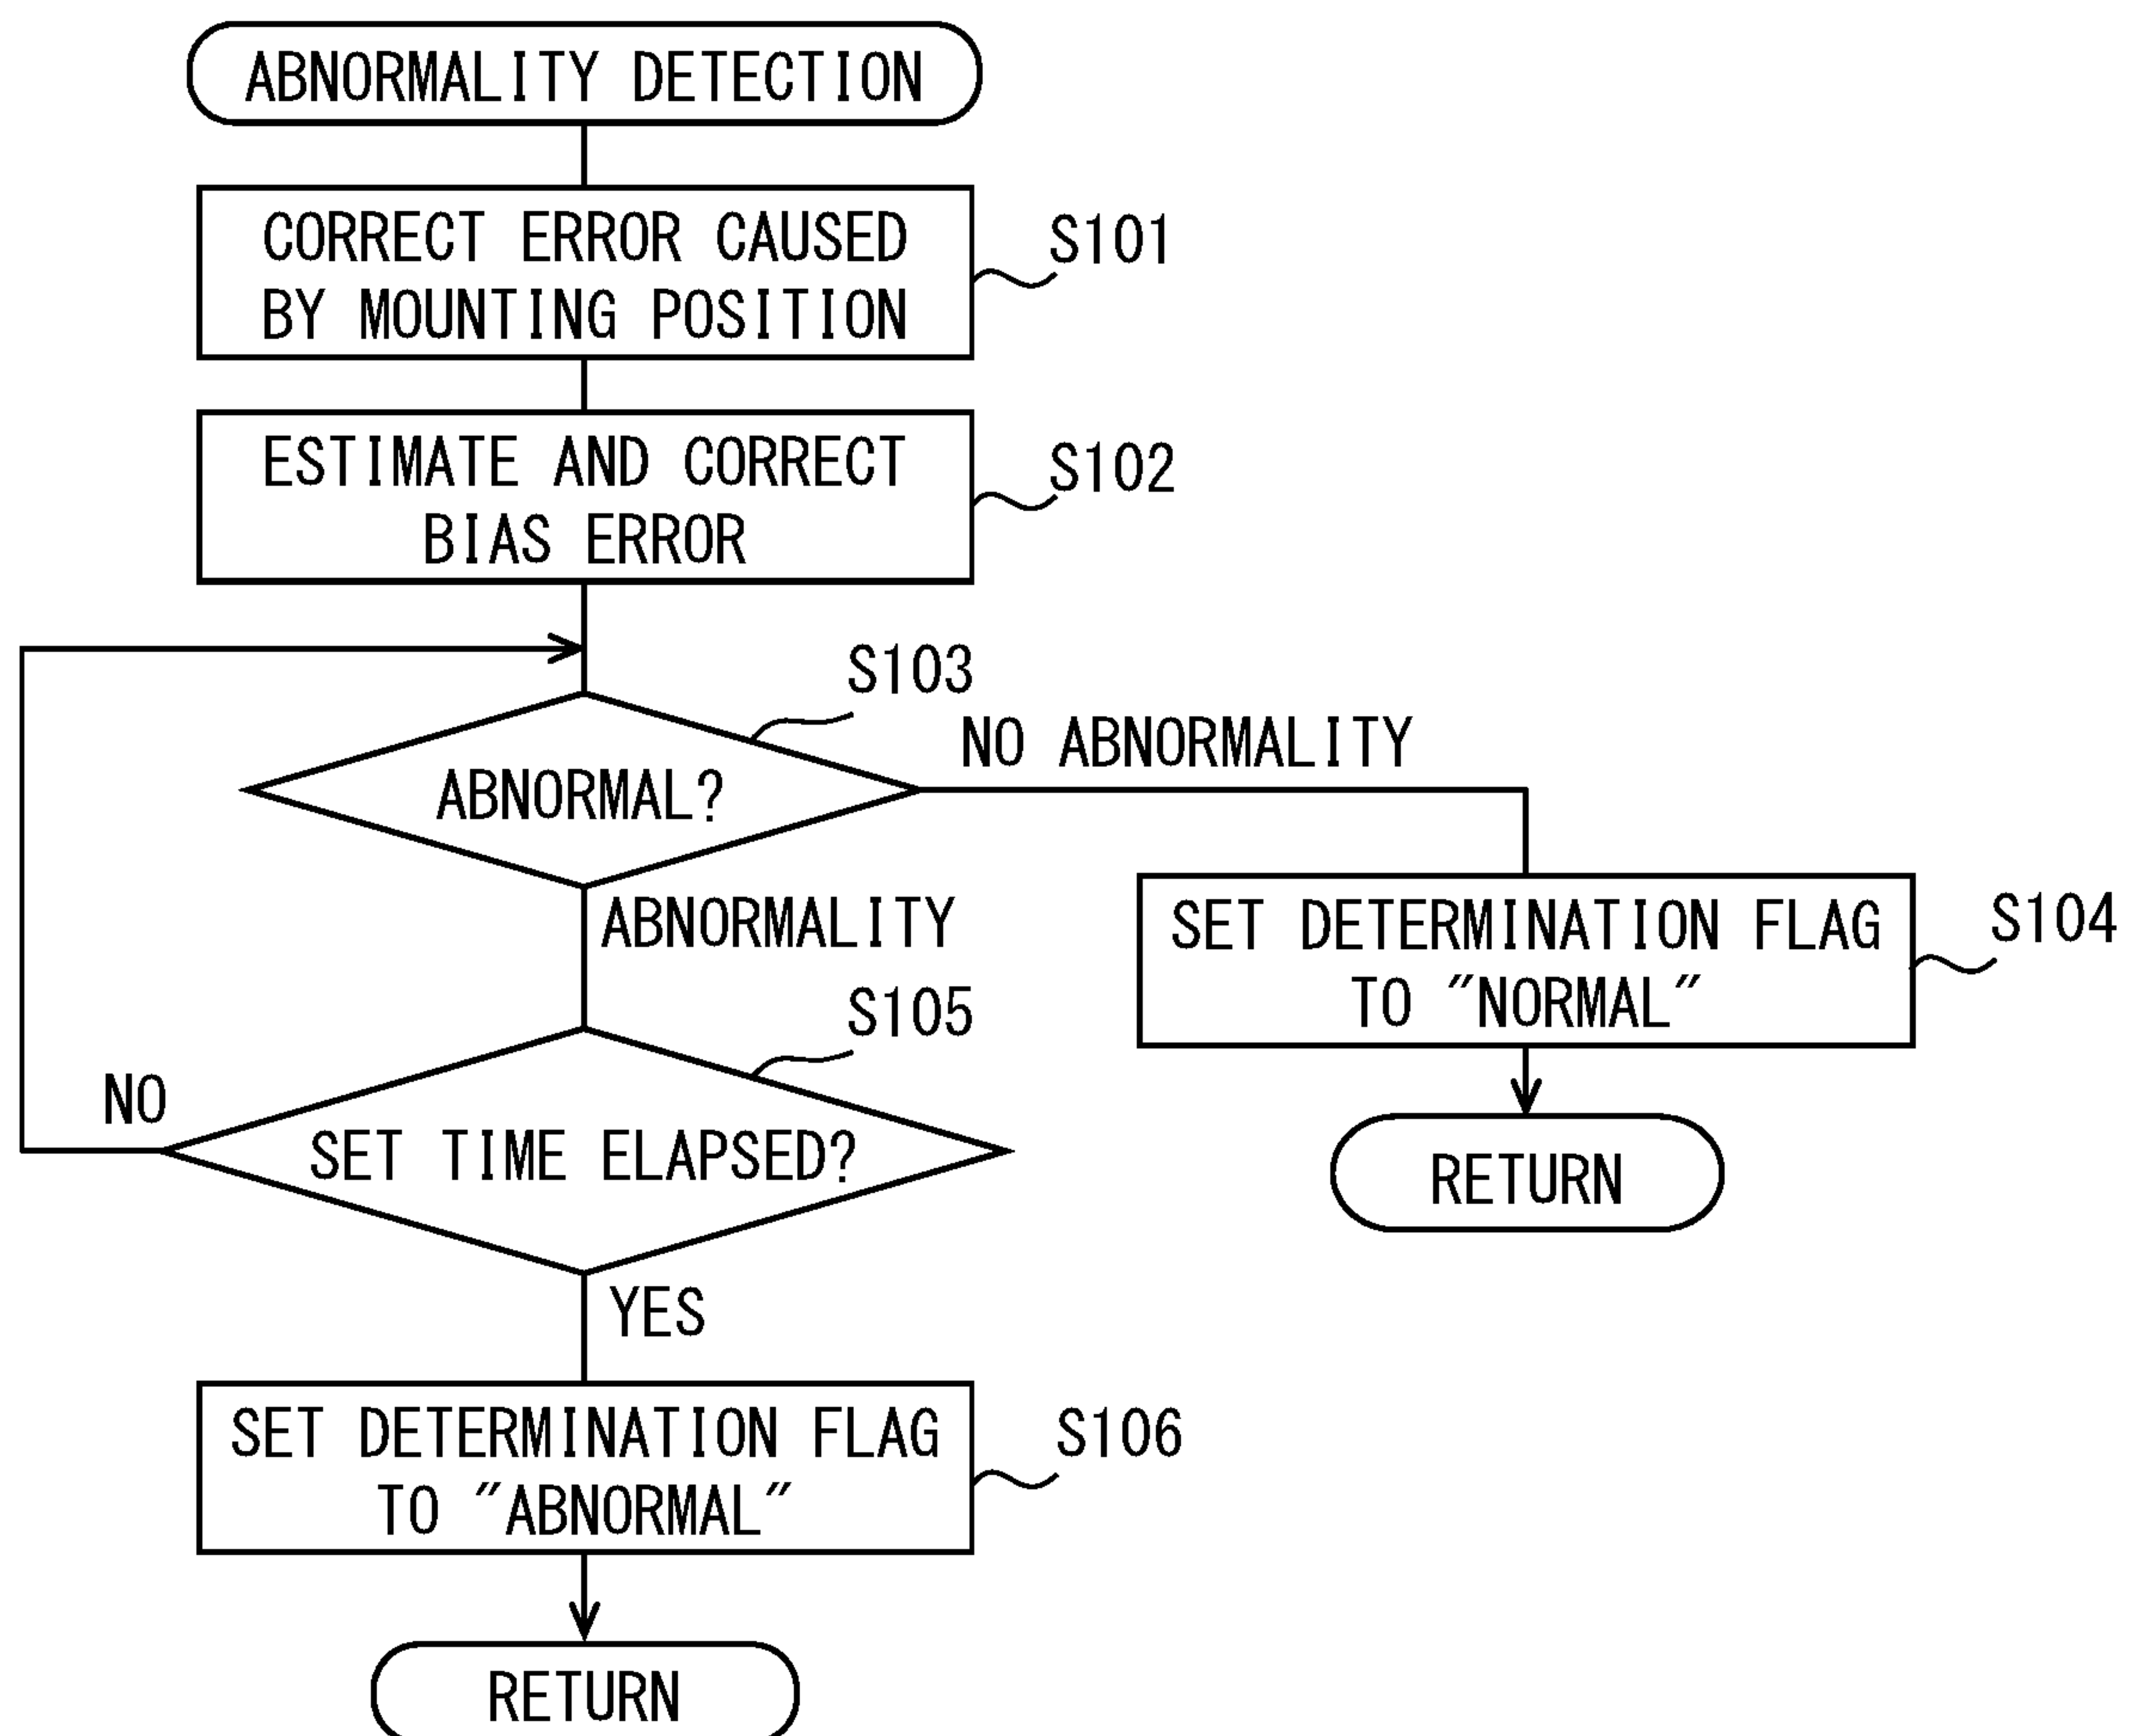 ABNORMALITY DETECTION
CORRECT ERROR CAUSED
BY MOUNTING POSITION
S101
ESTIMATE AND CORRECT
BIAS ERROR
S102
S103
ABNORMAL?
NO ABNORMALITY
ABNORMALITY
SET DETERMINATION FLAG
TO "NORMAL"
S104
RETURN
S105
SET TIME ELAPSED?
NO
YES
SET DETERMINATION FLAG
TO "ABNORMAL"
S106
RETURN